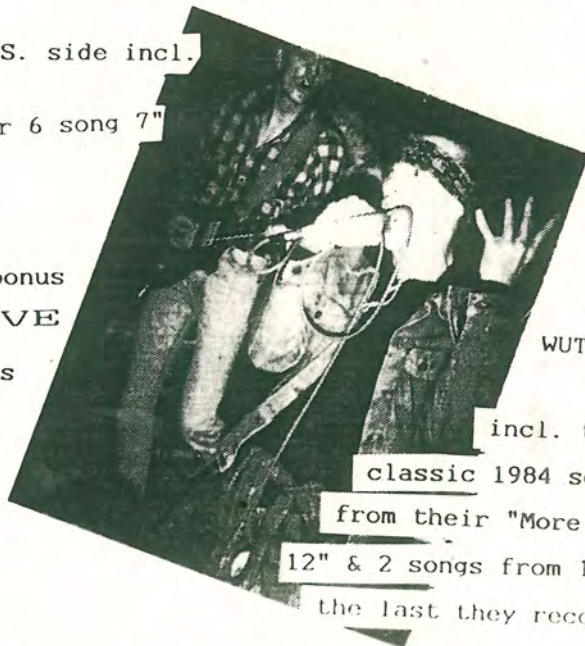 S. side incl.
r 6 song 7"
bonus
VE
s
WUT
incl. t
classic 1984 se
from their "More
12" & 2 songs from 1
the last they reco